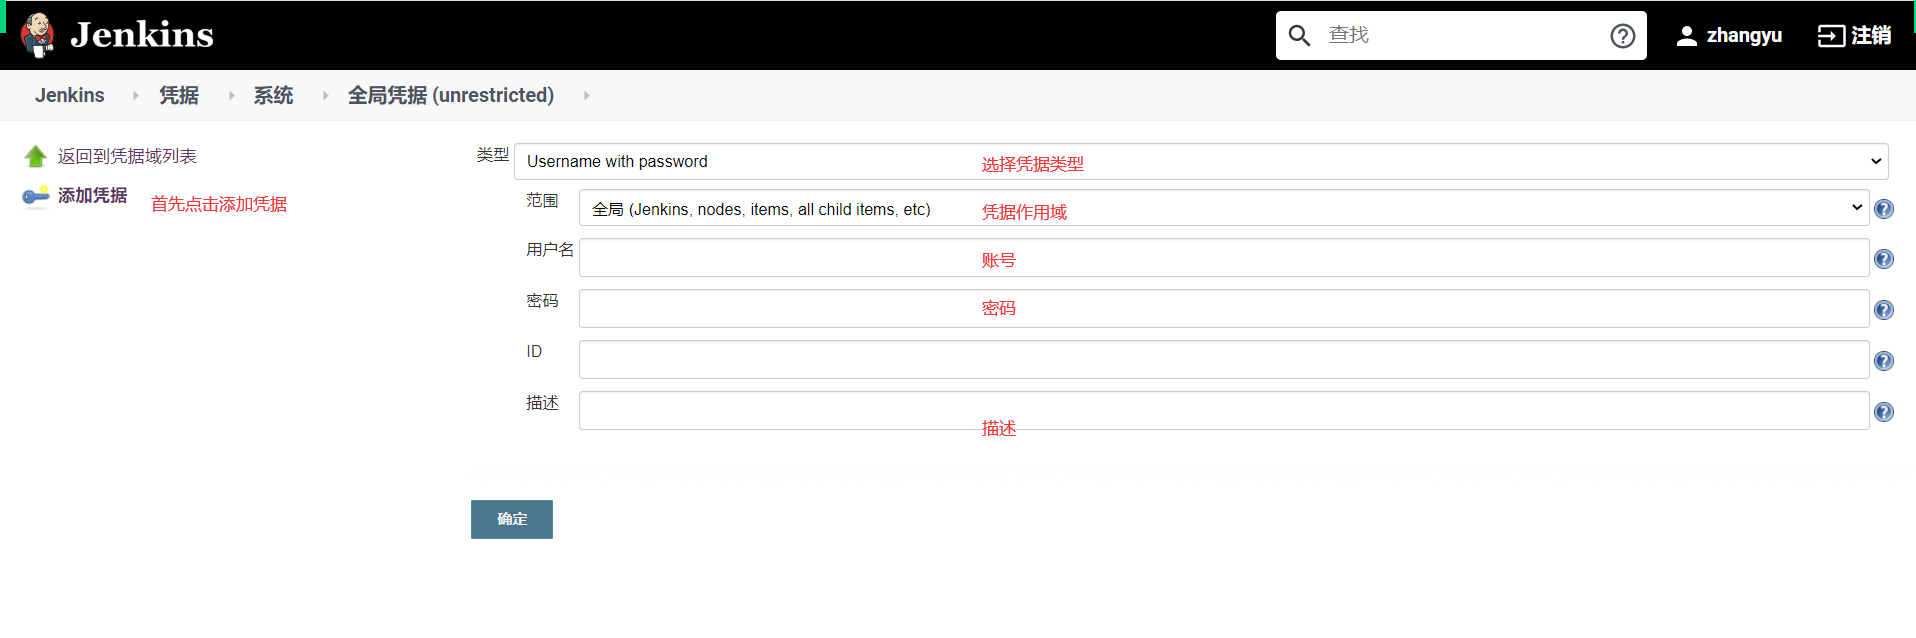 Jenkins
查找
zhangyu
注销
Jenkins 凭据 系统 全局凭据 (unrestricted)
返回到凭据域列表
添加凭据
首先点击添加凭据
类型 Username with password 选择凭据类型
范围 全局 (Jenkins, nodes, items, all child items, etc) 凭据作用域
用户名 账号
密码 密码
ID
描述 描述
确定